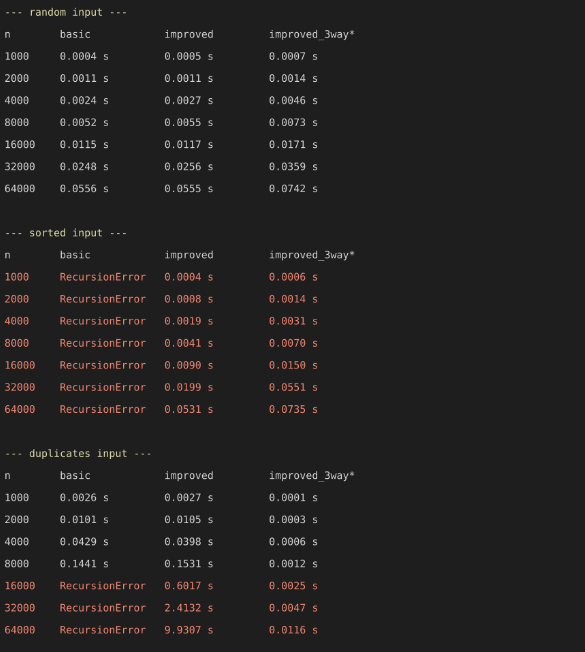 --- random input ---
n basic improved improved_3way*
1000 0.0004 s 0.0005 s 0.0007 s
2000 0.0011 s 0.0011 s 0.0014 s
4000 0.0024 s 0.0027 s 0.0046 s
8000 0.0052 s 0.0055 s 0.0073 s
16000 0.0115 s 0.0117 s 0.0171 s
32000 0.0248 s 0.0256 s 0.0359 s
64000 0.0556 s 0.0555 s 0.0742 s
--- sorted input ---
n basic improved improved_3way*
1000 RecursionError 0.0004 s 0.0006 s
2000 RecursionError 0.0008 s 0.0014 s
4000 RecursionError 0.0019 s 0.0031 s
8000 RecursionError 0.0041 s 0.0070 s
16000 RecursionError 0.0090 s 0.0150 s
32000 RecursionError 0.0199 s 0.0551 s
64000 RecursionError 0.0531 s 0.0735 s
--- duplicates input ---
n basic improved improved_3way*
1000 0.0026 s 0.0027 s 0.0001 s
2000 0.0101 s 0.0105 s 0.0003 s
4000 0.0429 s 0.0398 s 0.0006 s
8000 0.1441 s 0.1531 s 0.0012 s
16000 RecursionError 0.6017 s 0.0025 s
32000 RecursionError 2.4132 s 0.0047 s
64000 RecursionError 9.9307 s 0.0116 s